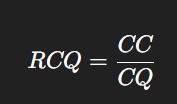 RCQ = CC / CQ